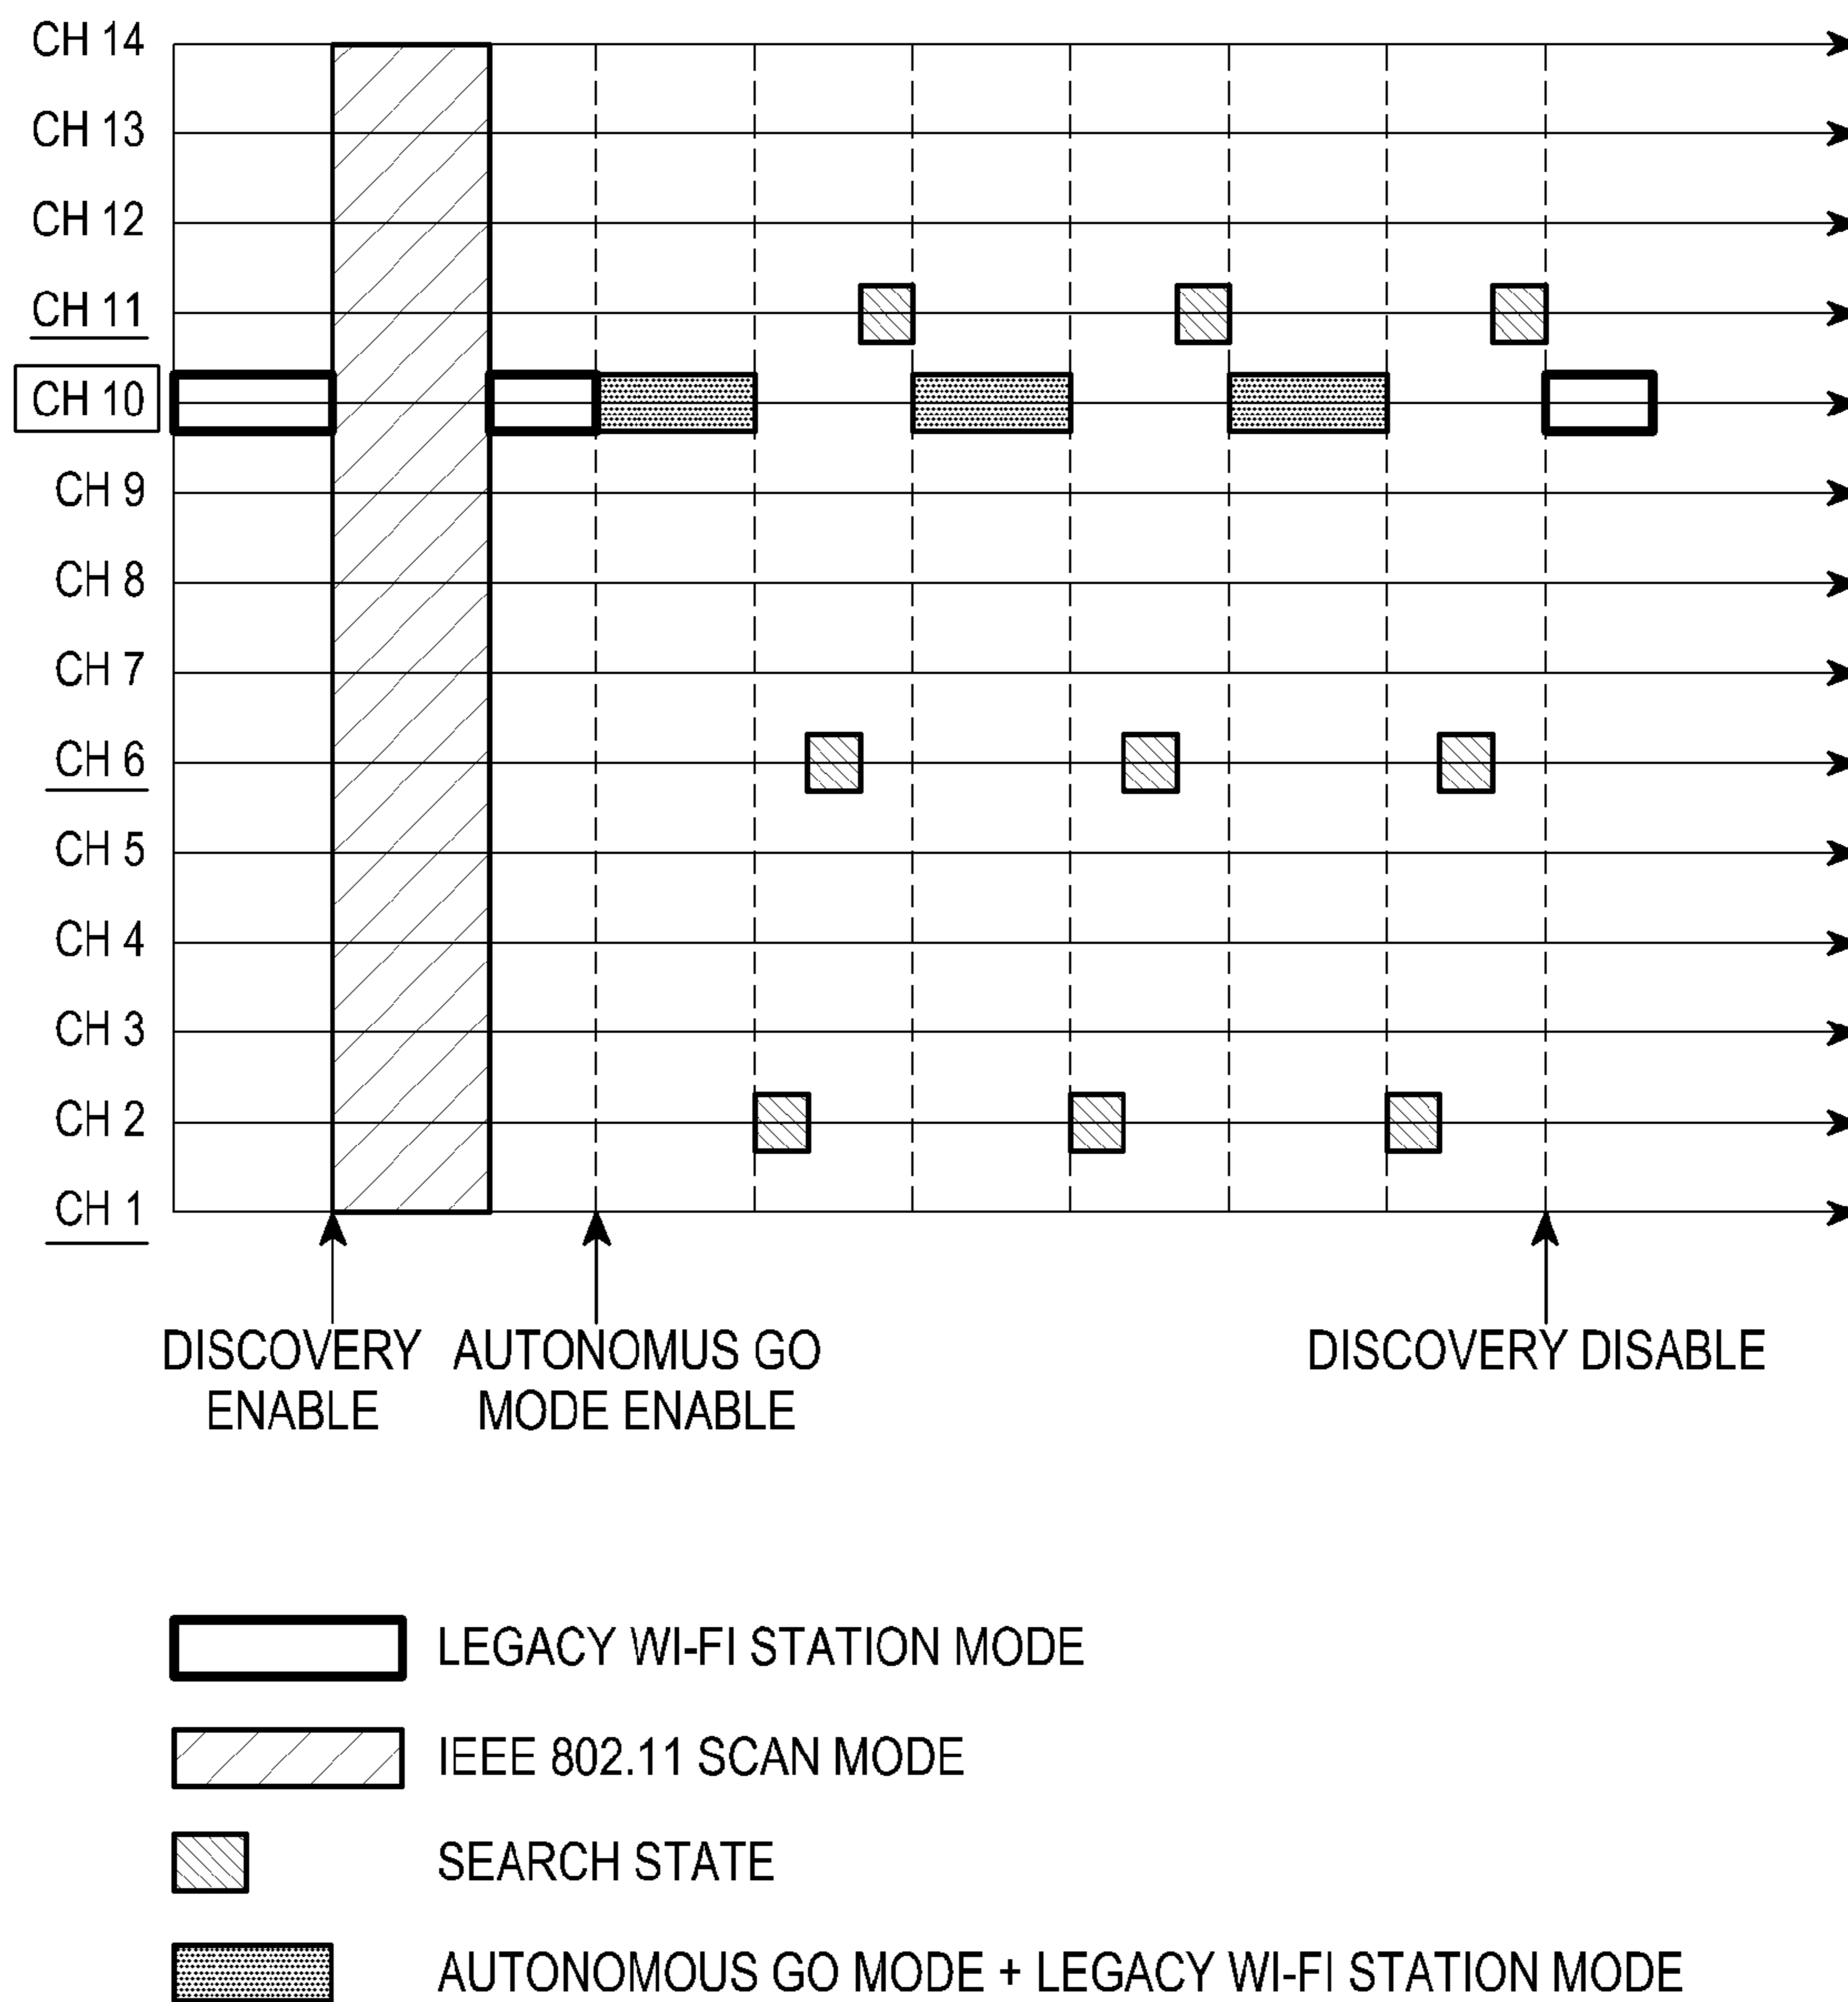 CH 14
CH 13
CH 12
CH 11
CH 10
CH 9
CH 8
CH 7
CH 6
CH 5
CH 4
CH 3
CH 2
CH 1
DISCOVERY
ENABLE
AUTONOMUS GO
MODE ENABLE
DISCOVERY DISABLE
LEGACY WI-FI STATION MODE
IEEE 802.11 SCAN MODE
SEARCH STATE
AUTONOMOUS GO MODE + LEGACY WI-FI STATION MODE